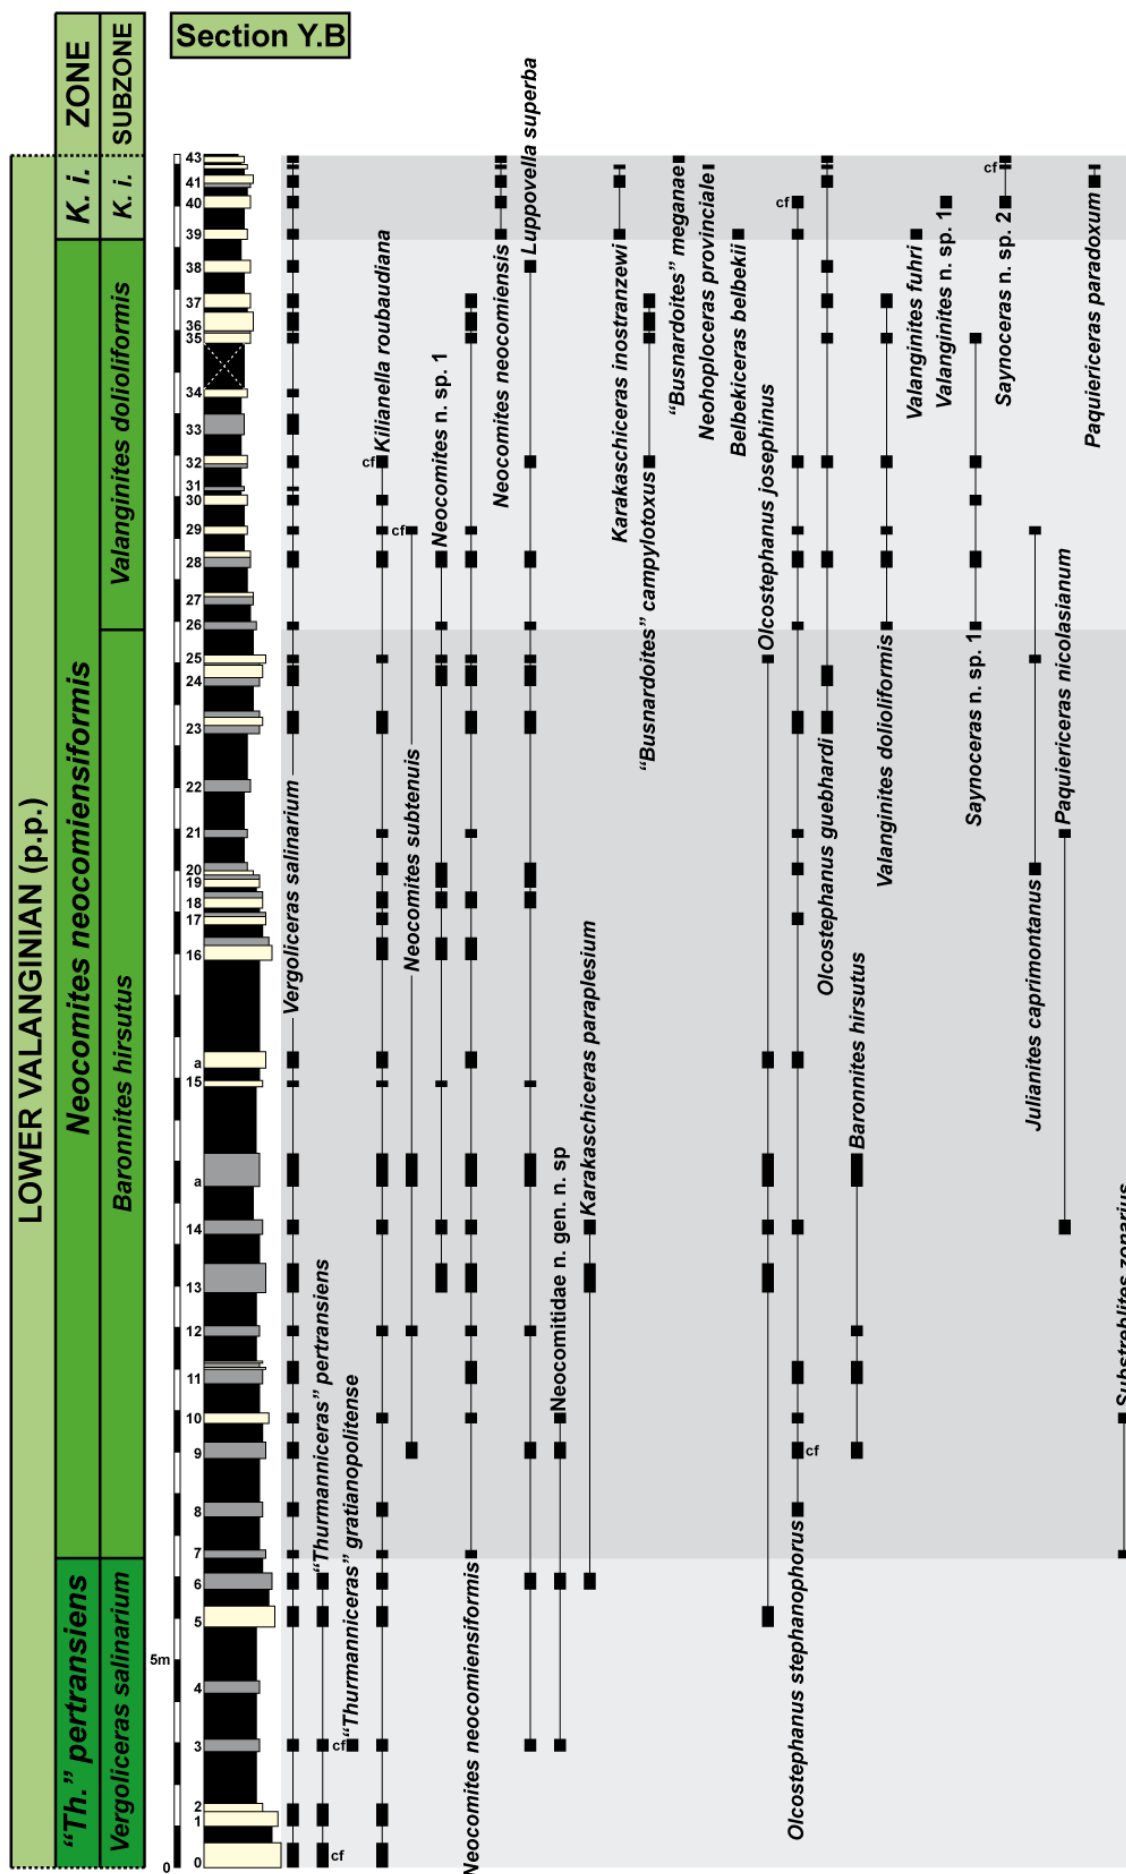 Section Y.B
ZONE
SUBZONE
LOWER VALANGINIAN (p.p.)
K. i.
K. i.
Neocomites neocomiensiformis
Valanginites dolioliformis
Baronnites hirsutus
“Th.” pertransiens
Vergoliceras salinarium
43
41
40
39
38
37
36
35
34
33
32
31
30
29
28
27
26
25
24
23
22
21
20
19
18
17
16
a
15
a
14
13
12
11
10
9
8
7
6
5
5m
4
3
2
1
0
0
Vergoliceras salinarium
“Thurmanniceras” pertransiens
cf
“Thurmanniceras” gratianopolitense
cf
Kilianella roubaudiana
cf
Neocomites subtenuis
cf
Neocomites n. sp. 1
Neocomites neocomiensiformis
Neocomites neocomiensis
Luppovella superba
Neocomitidae n. gen. n. sp
Karakaschiceras paraplesium
Karakaschiceras inostranzewi
“Busnardoites” campylotoxus
“Busnardoites” meganae
Neohoploceras provinciale
Belbekiceras belbekii
Olcostephanus josephinus
Olcostephanus stephanophorus
cf
cf
Olcostephanus guebhardi
Baronnites hirsutus
Valanginites dolioliformis
Valanginites fuhri
Valanginites n. sp. 1
Saynoceras n. sp. 1
Saynoceras n. sp. 2
cf
Julianites caprimontanus
Paquiericeras nicolasianum
Paquiericeras paradoxum
Substreblites zonarius